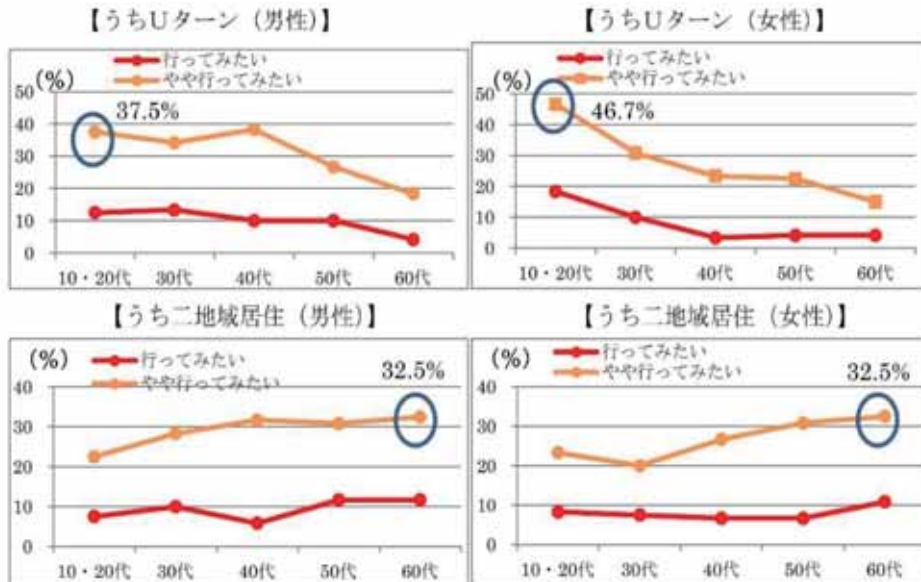 【うちUターン（男性）】
(%)
行ってみたい
やや行ってみたい
50
40
30
20
10
0
37.5%
10・20代 30代 40代 50代 60代
【うちUターン（女性）】
(%)
行ってみたい
やや行ってみたい
50
40
30
20
10
0
46.7%
10・20代 30代 40代 50代 60代
【うち二地域居住（男性）】
(%)
行ってみたい
やや行ってみたい
32.5%
40
30
20
10
0
10・20代 30代 40代 50代 60代
【うち二地域居住（女性）】
(%)
行ってみたい
やや行ってみたい
32.5%
40
30
20
10
0
10・20代 30代 40代 50代 60代